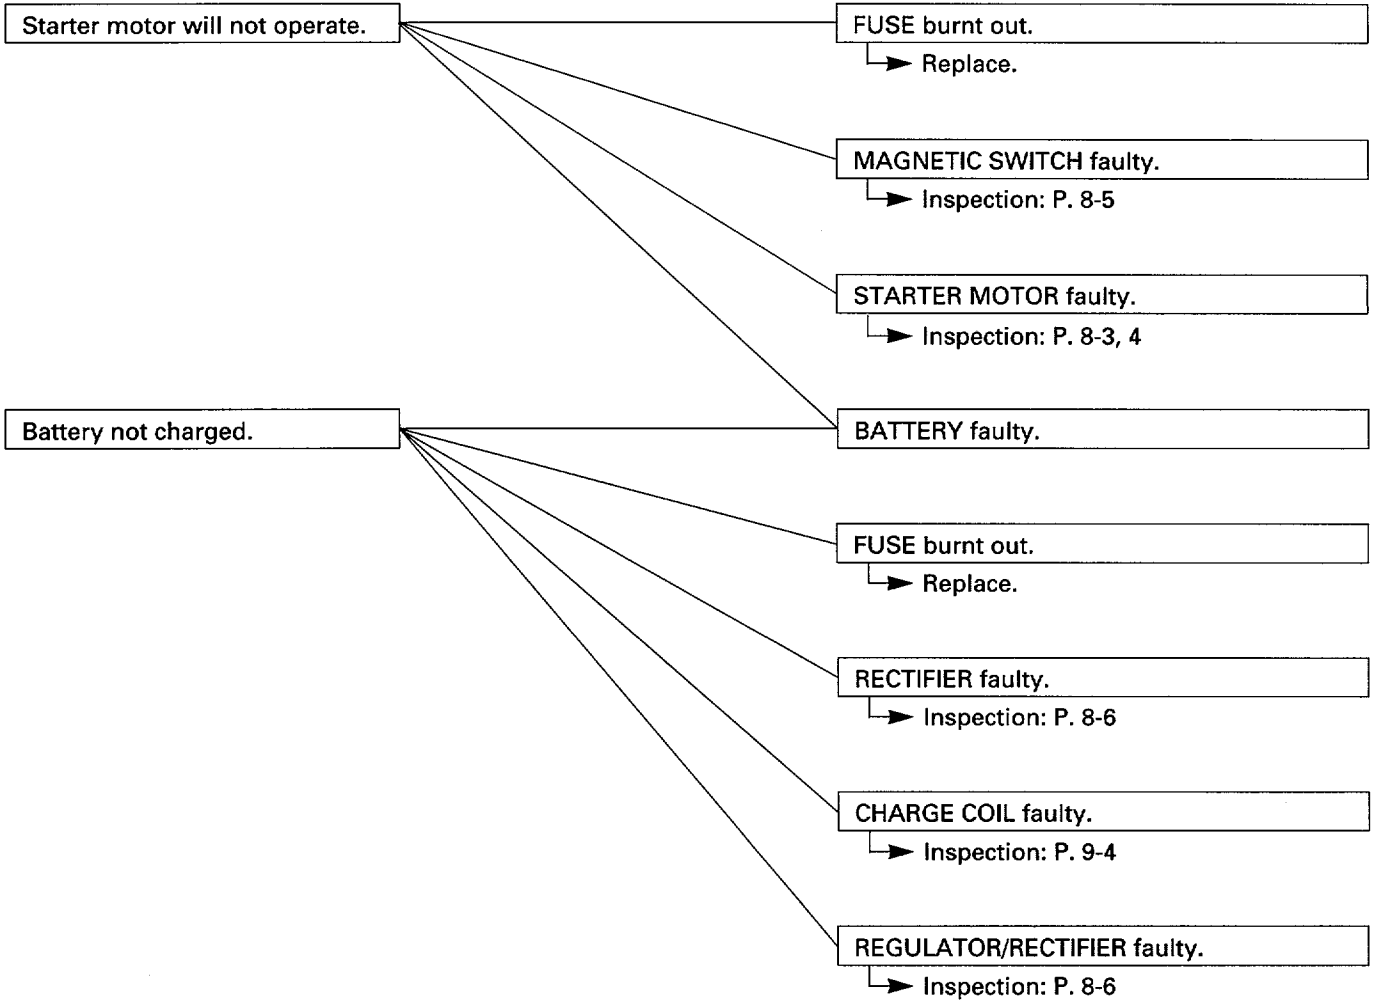 Starter motor will not operate.
FUSE burnt out.
Replace.
MAGNETIC SWITCH faulty.
Inspection: P. 8-5
STARTER MOTOR faulty.
Inspection: P. 8-3, 4
Battery not charged.
BATTERY faulty.
FUSE burnt out.
Replace.
RECTIFIER faulty.
Inspection: P. 8-6
CHARGE COIL faulty.
Inspection: P. 9-4
REGULATOR/RECTIFIER faulty.
Inspection: P. 8-6